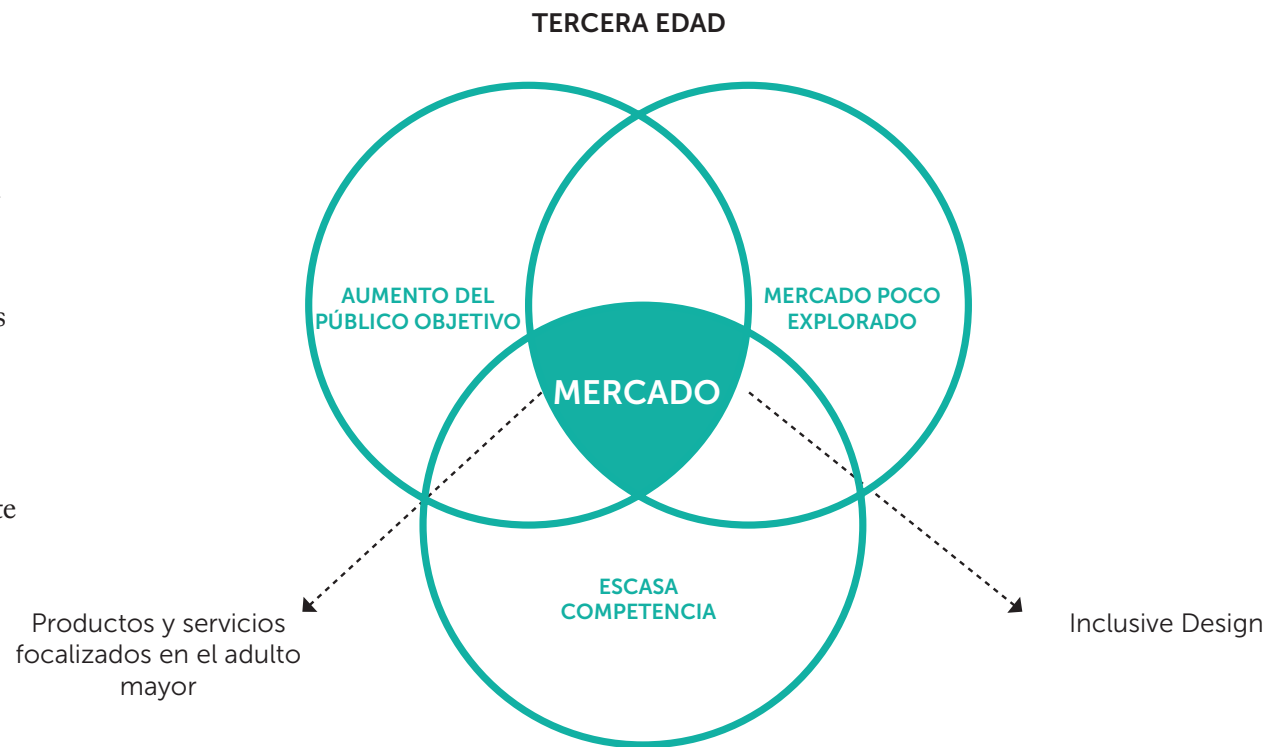 TERCERA EDAD
AUMENTO DEL
PÚBLICO OBJETIVO
MERCADO POCO
EXPLORADO
MERCADO
ESCASA
COMPETENCIA
Productos y servicios
focalizados en el adulto
mayor
Inclusive Design